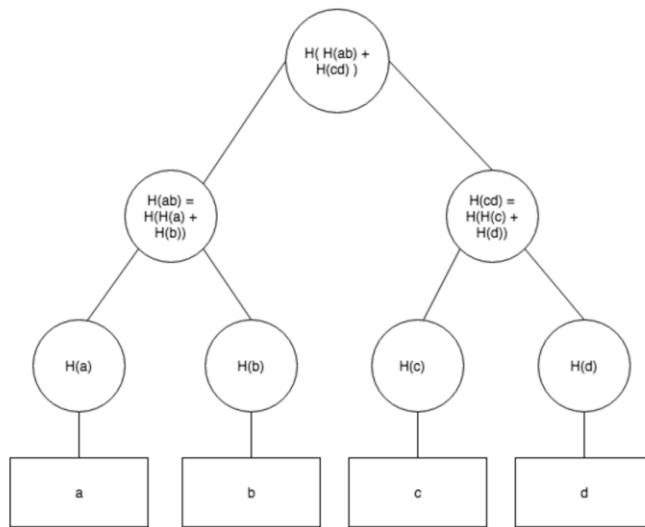 H( H(ab) +
H(cd) )
H(ab) =
H(H(a) +
H(b))
H(cd) =
H(H(c) +
H(d))
H(a)
H(b)
H(c)
H(d)
a
b
c
d